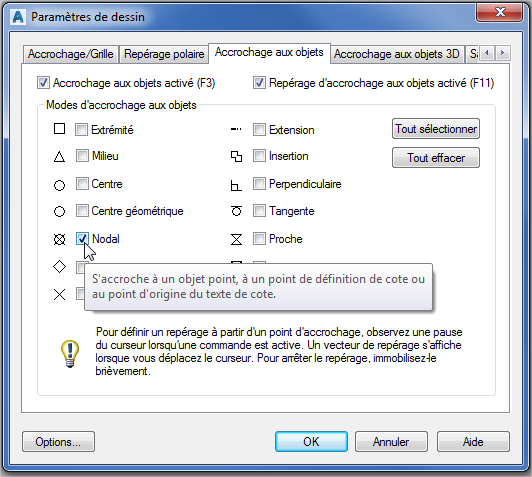 Paramètres de dessin
Accrochage/Grille Repérage polaire Accrochage aux objets Accrochage aux objets 3D
Accrochage aux objets activé (F3) Repérage d'accrochage aux objets activé (F11)
Modes d'accrochage aux objets
Extrémité Extension Tout sélectionner
Milieu Insertion Tout effacer
Centre Perpendiculaire
Centre géométrique Tangente
Nodal Proche
S'accroche à un objet point, à un point de définition de cote ou
au point d'origine du texte de cote.
Pour définir un repérage à partir d'un point d'accrochage, observez une pause
du curseur lorsqu'une commande est active. Un vecteur de repérage s'affiche
lorsque vous déplacez le curseur. Pour arrêter le repérage, immobilisez-le
brièvement.
Options... OK Annuler Aide